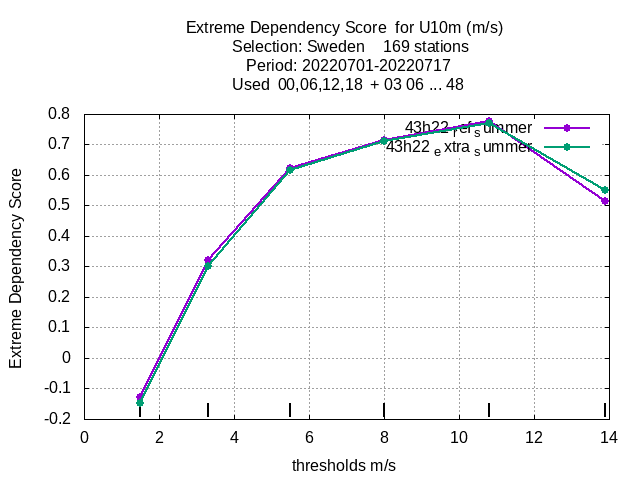 Extreme Dependency Score for U10m (m/s)
Selection: Sweden 169 stations
Period: 20220701-20220717
Used 00,06,12,18 + 03 06 ... 48
Extreme Dependency Score
0.8
0.7
0.6
0.5
0.4
0.3
0.2
0.1
0
-0.1
-0.2
43h22refsummer
43h22extrasummer
0 2 4 6 8 10 12 14
thresholds m/s